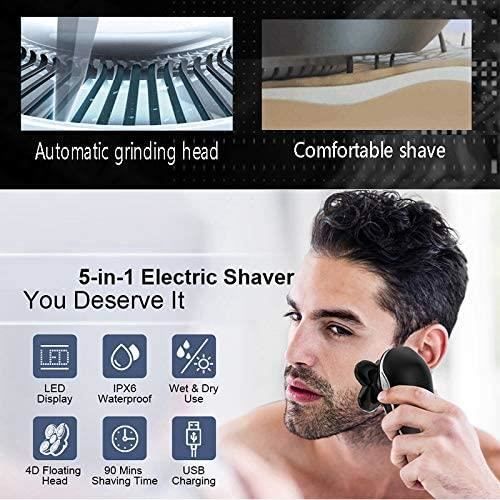 Automatic grinding head
Comfortable shave
5-in-1 Electric Shaver
You Deserve It
LED
LED
Display
IPX6
Waterproof
Wet & Dry
Use
4D Floating
Head
90 Mins
Shaving Time
USB
Charging